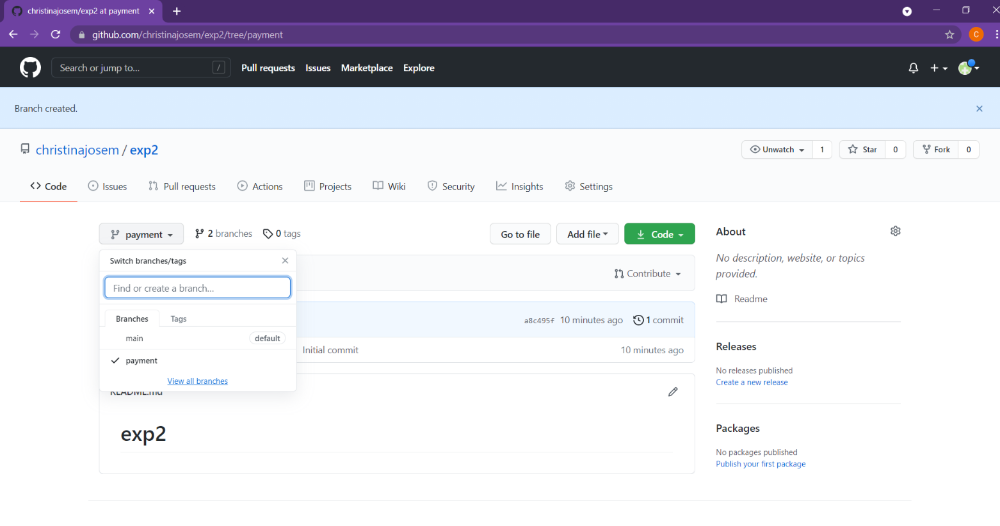 christinajosem/exp2 at payment
github.com/christinajosem/exp2/tree/payment
C
Search or jump to... /
Pull requests Issues Marketplace Explore
Branch created.
christinajosem / exp2
Unwatch 1 Star 0 Fork 0
Code Issues Pull requests Actions Projects Wiki Security Insights Settings
payment 2 branches 0 tags Go to file Add file Code
Switch branches/tags
Find or create a branch...
Branches Tags
main default
payment
View all branches
Contribute
a8c495f 10 minutes ago 1 commit
Initial commit 10 minutes ago
README.md
exp2
About
No description, website, or topics
provided.
Readme
Releases
No releases published
Create a new release
Packages
No packages published
Publish your first package